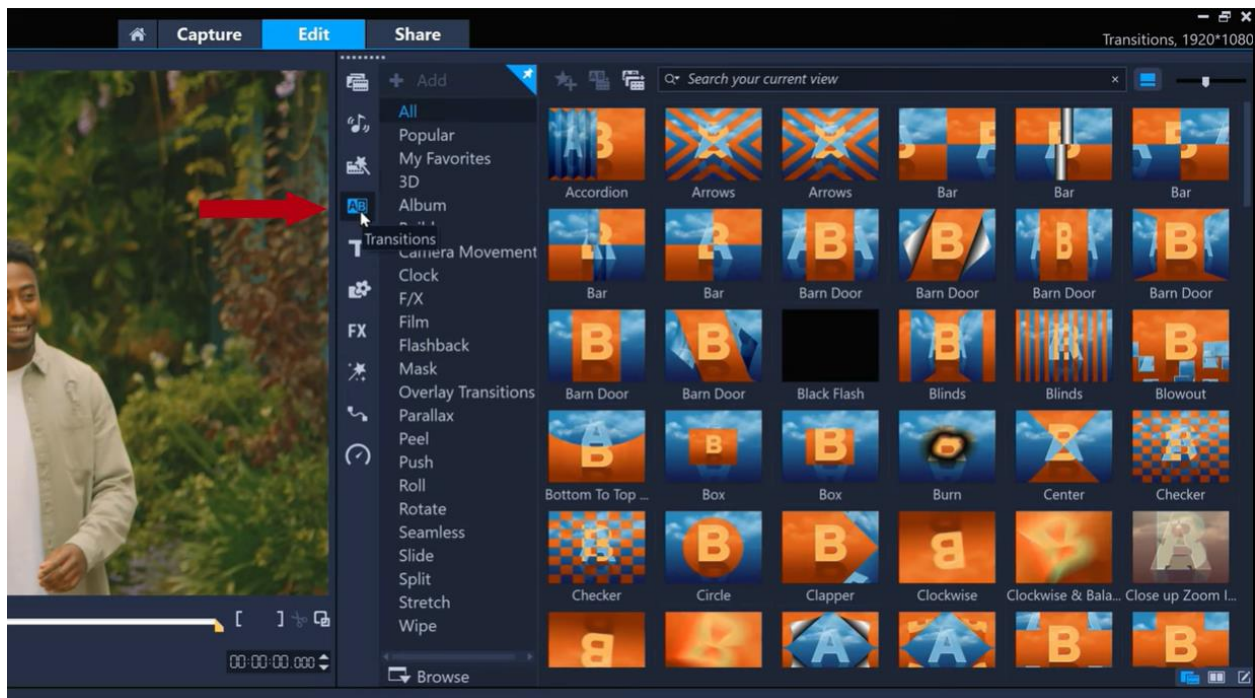 Capture Edit Share
Transitions, 1920*1080
Add
Search your current view
All
Popular
My Favorites
3D
Album
Transitions
Camera Movement
Clock
F/X
Film
Flashback
Mask
Overlay Transitions
Parallax
Peel
Push
Roll
Rotate
Seamless
Slide
Split
Stretch
Wipe
Browse
AB
T
FX
Accordion Arrows Arrows Bar Bar Bar
Bar Bar Barn Door Barn Door Barn Door Barn Door
Barn Door Barn Door Black Flash Blinds Blinds Blowout
Bottom To Top ... Box Box Burn Center Checker
Checker Circle Clapper Clockwise Clockwise & Bala... Close up Zoom I...
[ ]
00:00:00.000